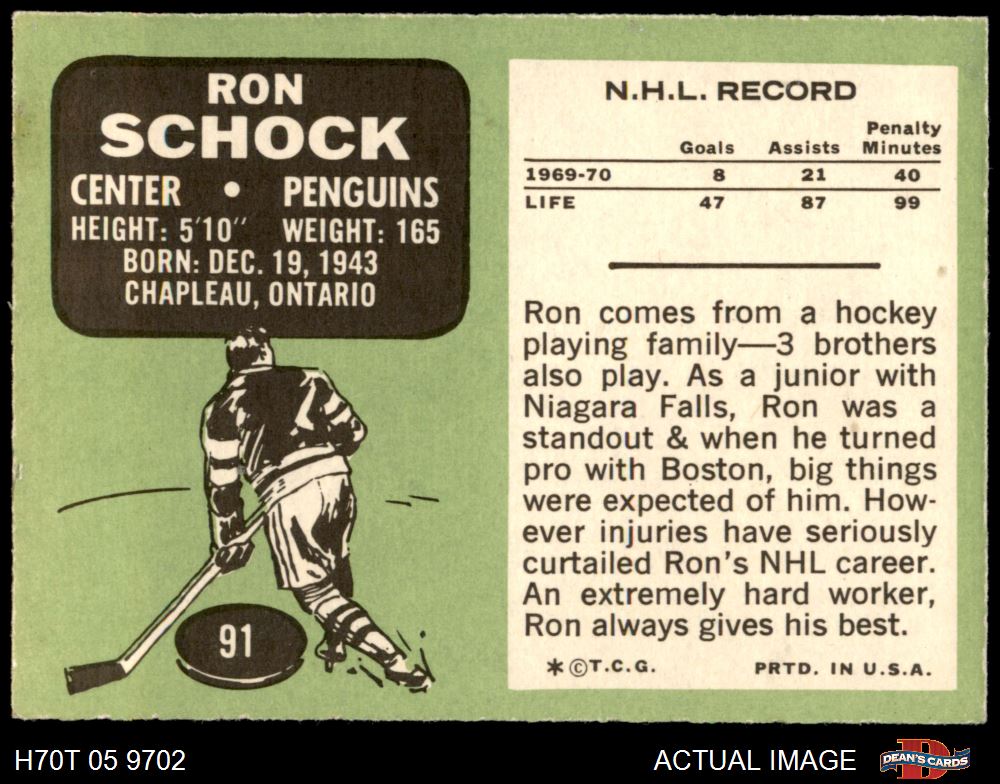 RON
SCHOCK
CENTER • PENGUINS
HEIGHT: 5'10" WEIGHT: 165
BORN: DEC. 19, 1943
CHAPLEAU, ONTARIO
91
N.H.L. RECORD
Goals Assists Penalty Minutes
1969-70 8 21 40
LIFE 47 87 99
Ron comes from a hockey
playing family—3 brothers
also play. As a junior with
Niagara Falls, Ron was a
standout & when he turned
pro with Boston, big things
were expected of him. How-
ever injuries have seriously
curtailed Ron's NHL career.
An extremely hard worker,
Ron always gives his best.
*©T.C.G. PRTD. IN U.S.A.
H70T 05 9702 ACTUAL IMAGE DEAN'S CARDS